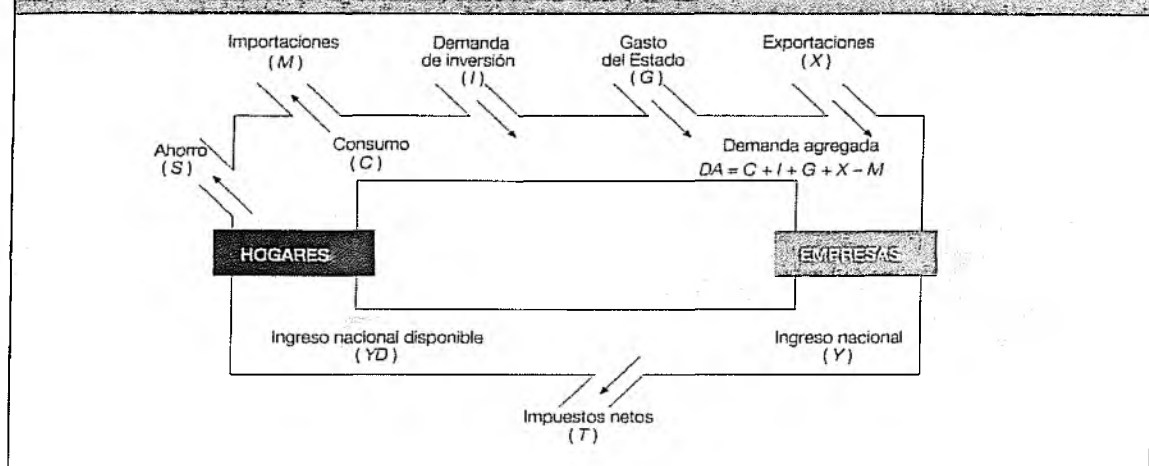 Importaciones
(M)
Demanda
de inversión
(I)
Gasto
del Estado
(G)
Exportaciones
(X)
Ahorro
(S)
Consumo
(C)
Demanda agregada
DA = C + I + G + X – M
HOGARES
EMPRESAS
Ingreso nacional disponible
(YD)
Ingreso nacional
(Y)
Impuestos netos
(T)